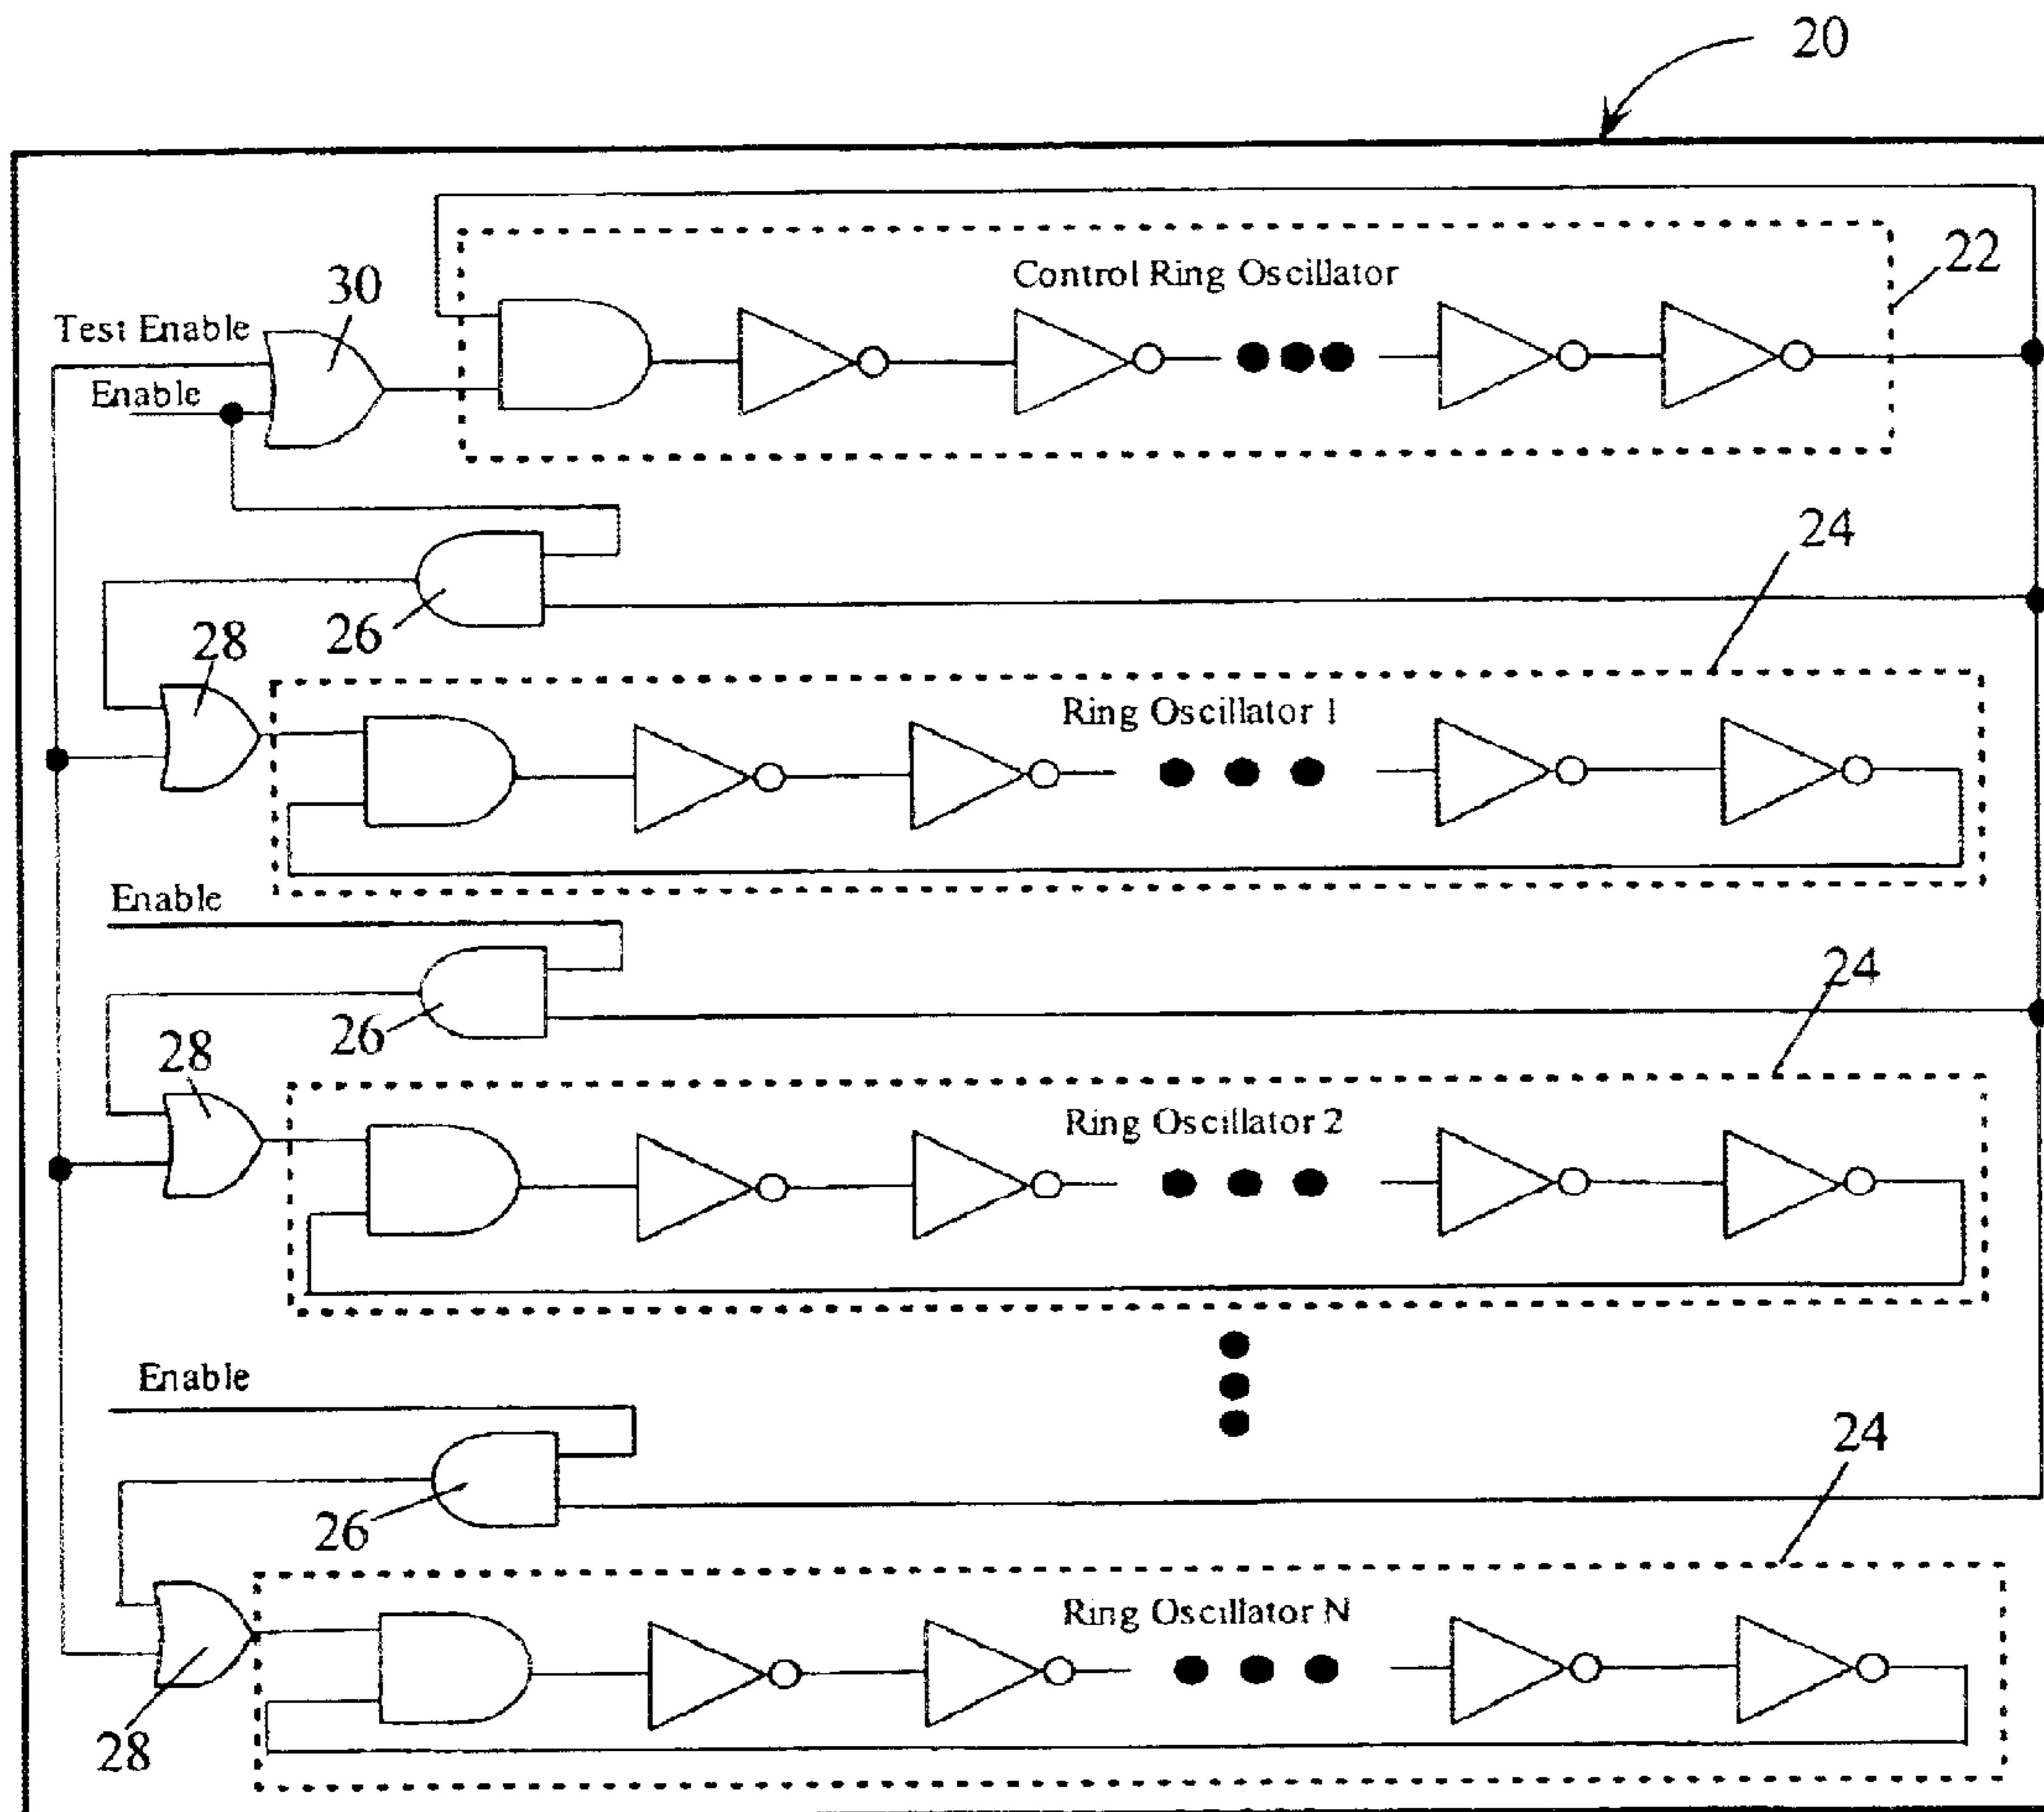 20
Control Ring Oscillator
22
30
Test Enable
Enable
24
26
28
Ring Oscillator 1
Enable
24
26
28
Ring Oscillator 2
Enable
24
26
Ring Oscillator N
28